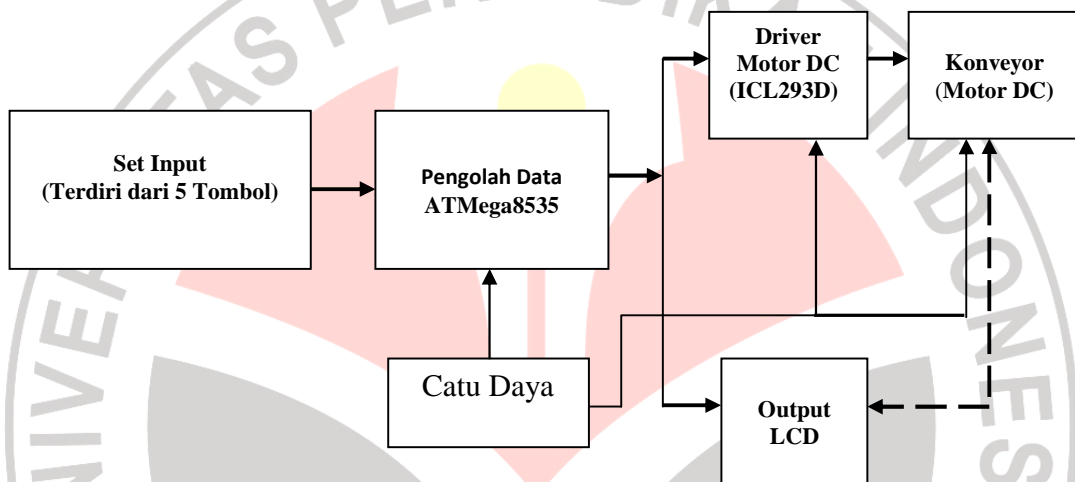 Set Input
(Terdiri dari 5 Tombol)
Pengolah Data
ATMega8535
Driver
Motor DC
(ICL293D)
Konveyor
(Motor DC)
Catu Daya
Output
LCD